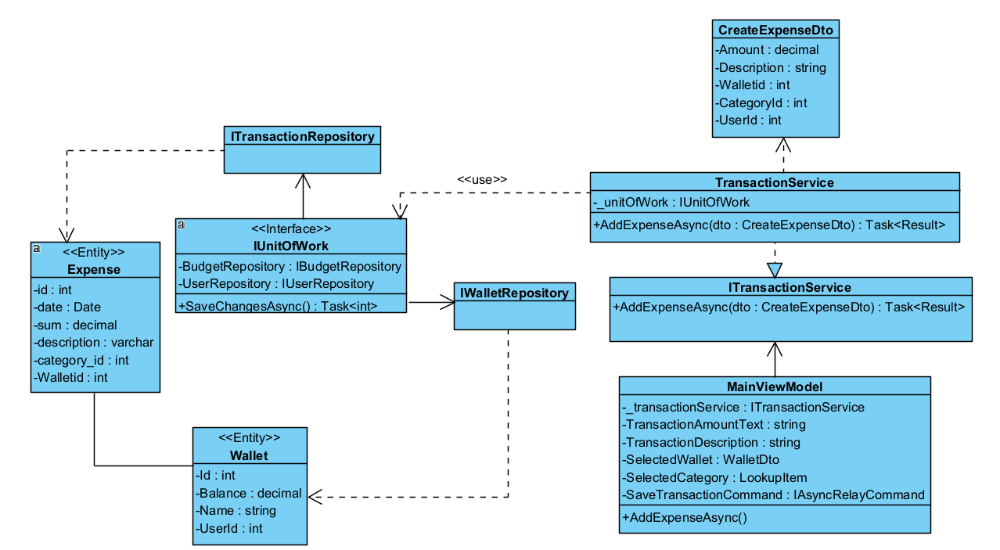 CreateExpenseDto
-Amount : decimal
-Description : string
-Walletid : int
-CategoryId : int
-UserId : int
ITransactionRepository
<<use>>
TransactionService
-_unitOfWork : IUnitOfWork
+AddExpenseAsync(dto : CreateExpenseDto) : Task<Result>
a
<<Interface>>
IUnitOfWork
-BudgetRepository : IBudgetRepository
-UserRepository : IUserRepository
+SaveChangesAsync() : Task<int>
a
<<Entity>>
Expense
-id : int
-date : Date
-sum : decimal
-description : varchar
-category_id : int
-Walletid : int
IWalletRepository
ITransactionService
+AddExpenseAsync(dto : CreateExpenseDto) : Task<Result>
MainViewModel
-_transactionService : ITransactionService
-TransactionAmountText : string
-TransactionDescription : string
-SelectedWallet : WalletDto
-SelectedCategory : LookupItem
-SaveTransactionCommand : IAsyncRelayCommand
+AddExpenseAsync()
<<Entity>>
Wallet
-Id : int
-Balance : decimal
-Name : string
-UserId : int